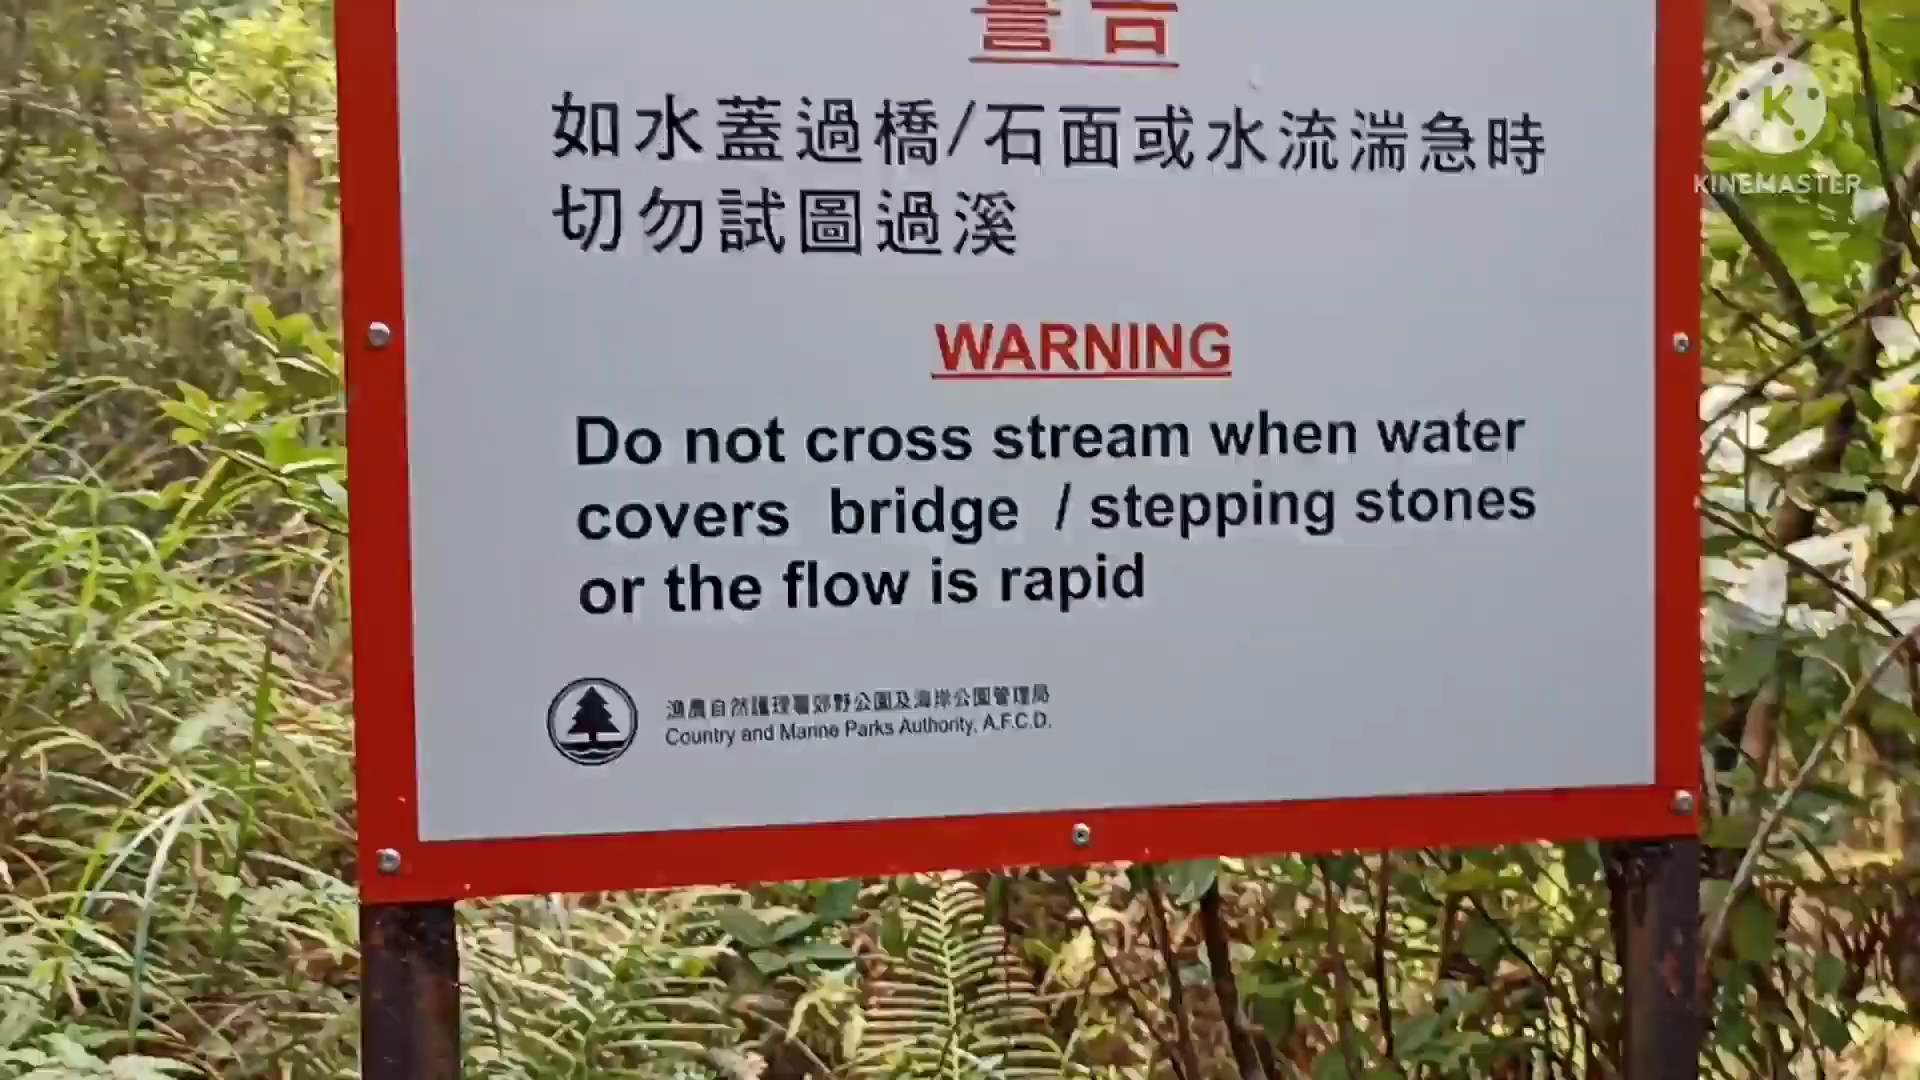 警告
如水蓋過橋/石面或水流湍急時
切勿試圖過溪
WARNING
Do not cross stream when water
covers bridge / stepping stones
or the flow is rapid
漁農自然護理署郊野公園及海岸公園管理局
Country and Marine Parks Authority, A.F.C.D.
K
KINEMASTER